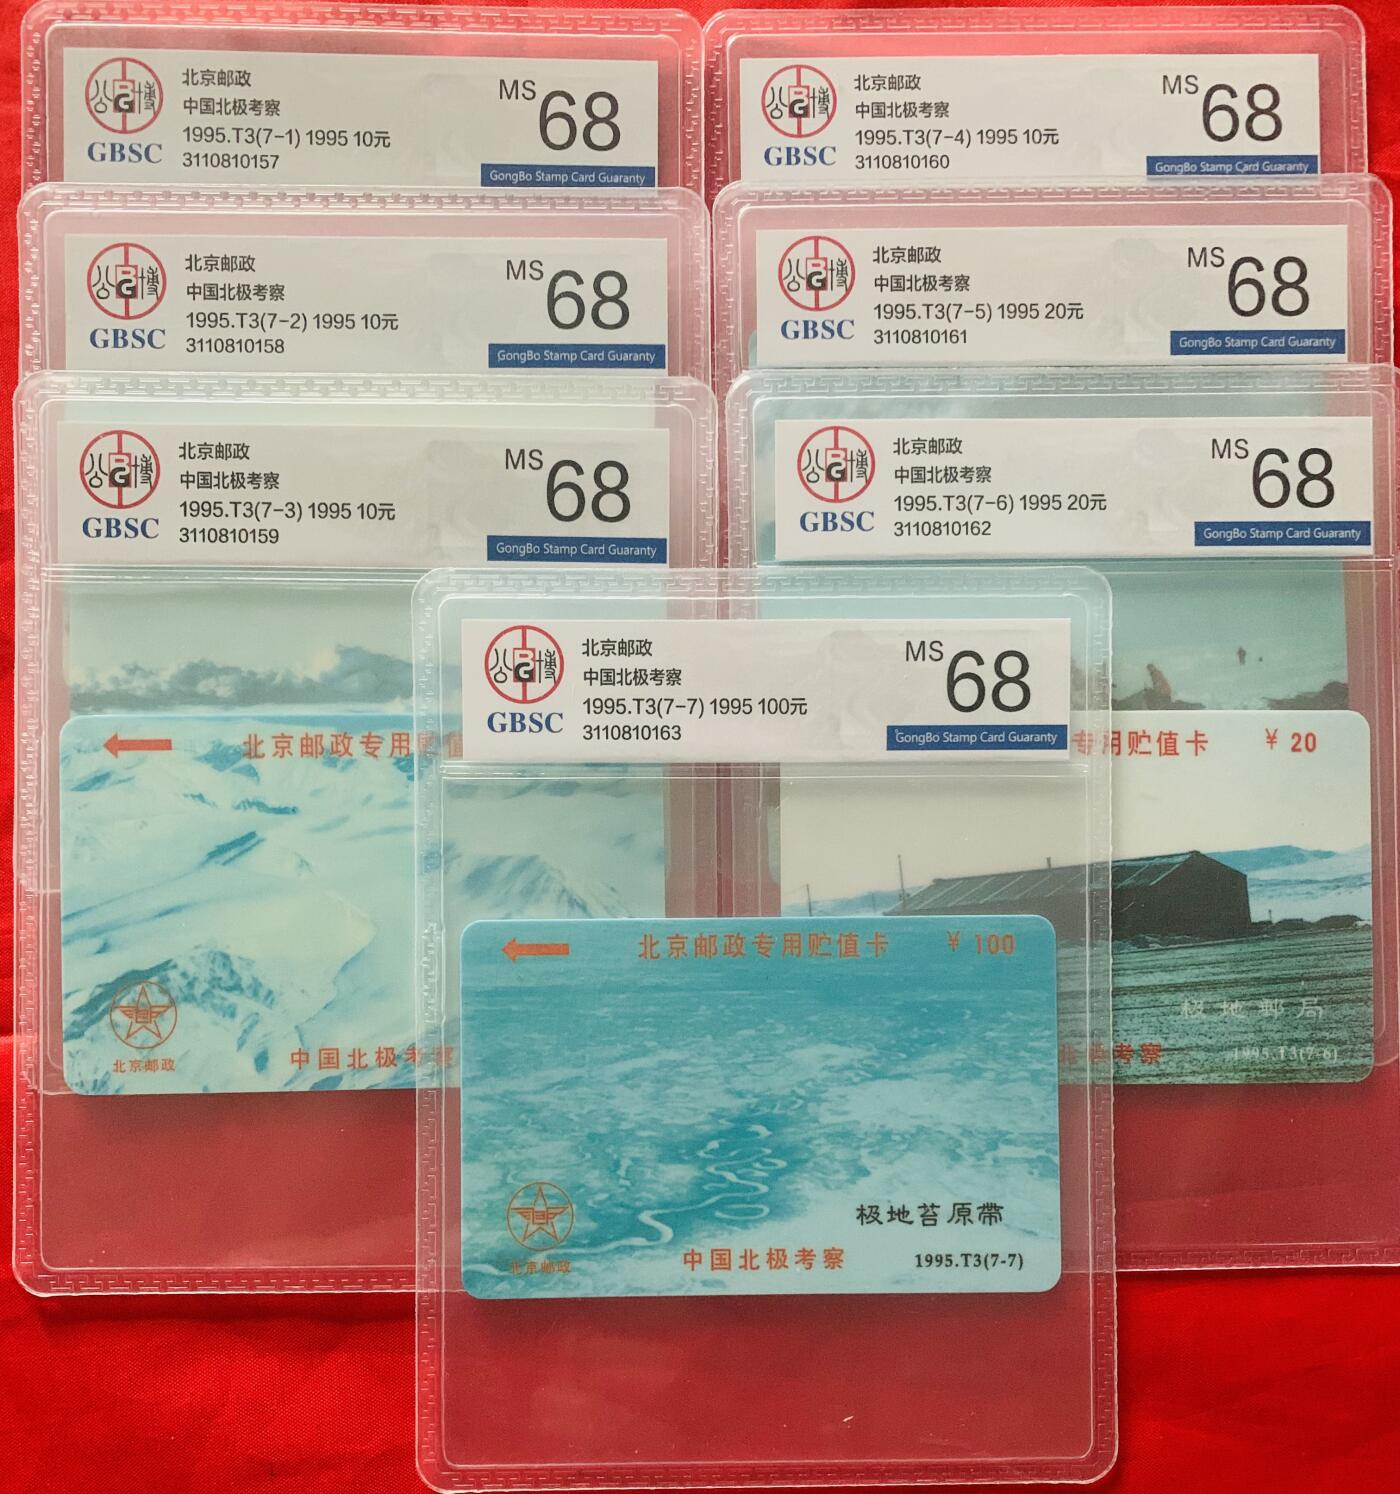 北京邮政
中国北极考察
1995.T3(7-1) 1995 10元
3110810157
GBSC
MS 68
GongBo Stamp Card Guaranty
北京邮政
中国北极考察
1995.T3(7-4) 1995 10元
3110810160
GBSC
MS 68
GongBo Stamp Card Guaranty
北京邮政
中国北极考察
1995.T3(7-2) 1995 10元
3110810158
GBSC
MS 68
GongBo Stamp Card Guaranty
北京邮政
中国北极考察
1995.T3(7-5) 1995 20元
3110810161
GBSC
MS 68
GongBo Stamp Card Guaranty
北京邮政
中国北极考察
1995.T3(7-3) 1995 10元
3110810159
GBSC
MS 68
GongBo Stamp Card Guaranty
北京邮政
中国北极考察
1995.T3(7-6) 1995 20元
3110810162
GBSC
MS 68
GongBo Stamp Card Guaranty
北京邮政
中国北极考察
1995.T3(7-7) 1995 100元
3110810163
GBSC
MS 68
GongBo Stamp Card Guaranty
北京邮政专用贮值
北京邮政
中国北极考察
专用贮值卡 ¥ 20
极地邮局
北极考察
1995.T3(7-6)
北京邮政专用贮值卡 ¥ 100
极地苔原带
北京邮政
中国北极考察
1995.T3(7-7)